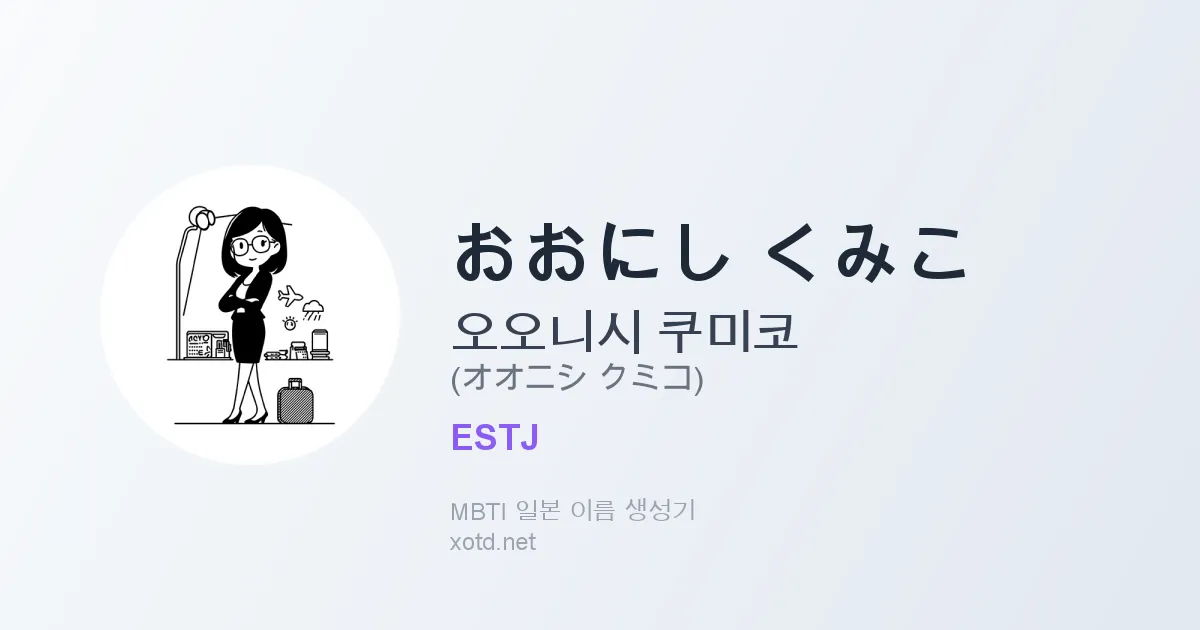 おおにし くみこ
오오니시 쿠미코
(オオニシ クミコ)
ESTJ
MBTI 일본 이름 생성기
xotd.net